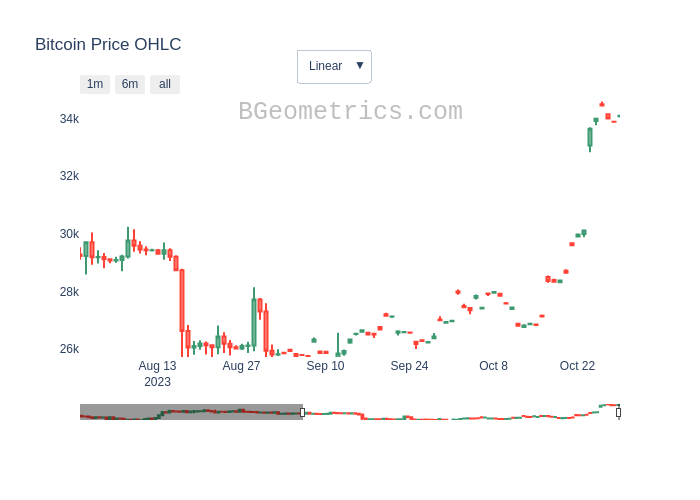 Bitcoin Price OHLC
Linear ▼
1m 6m all
BGeometrics.com
34k
32k
30k
28k
26k
Aug 13 Aug 27 Sep 10 Sep 24 Oct 8 Oct 22
2023